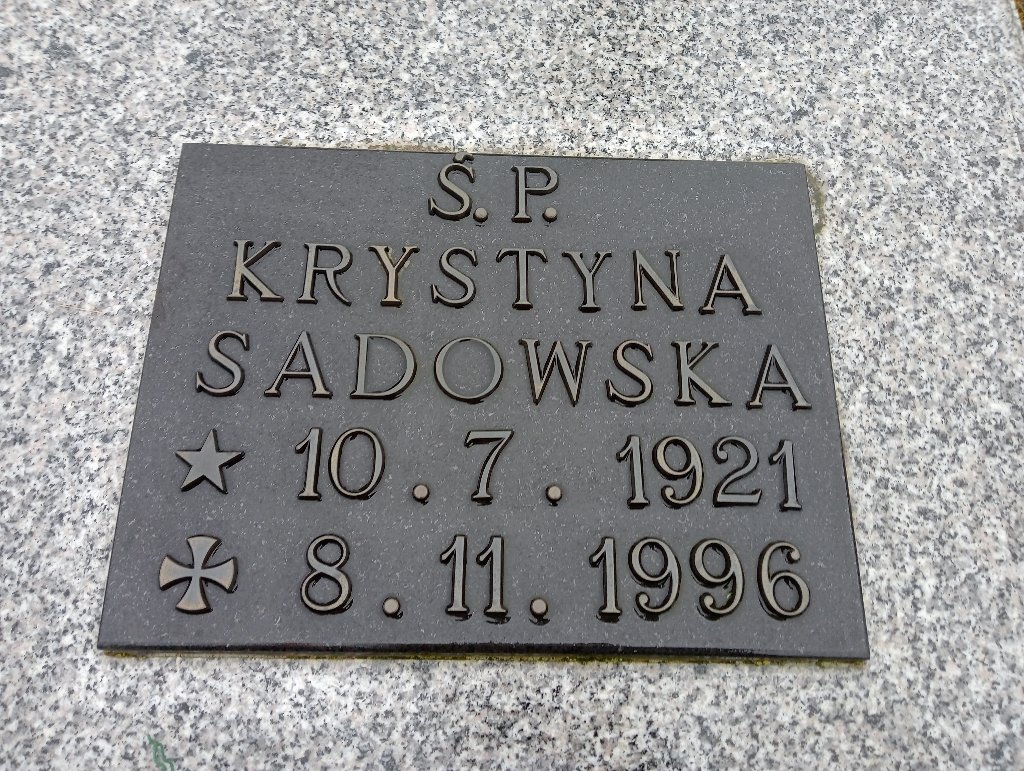 Ś. P.
KRYSTYNA
SADOWSKA
10. 7. 1921
8. 11. 1996